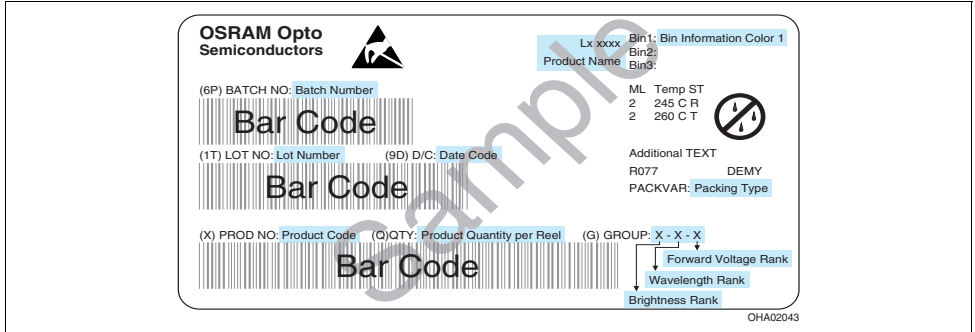 OSRAM Opto
Semiconductors
Lx xxxx
Product Name
Bin1: Bin Information Color 1
Bin2:
Bin3:
(6P) BATCH NO: Batch Number
Bar Code
ML Temp ST
2 245 C R
2 260 C T
(1T) LOT NO: Lot Number (9D) D/C: Date Code
Bar Code
Additional TEXT
R077 DEMY
PACKVAR: Packing Type
(X) PROD NO: Product Code (Q)QTY: Product Quantity per Reel (G) GROUP: X - X - X
Bar Code
Forward Voltage Rank
Wavelength Rank
Brightness Rank
Sample
OHA02043